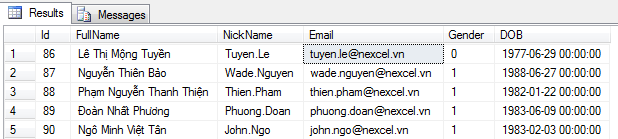 Results Messages
Id FullName NickName Email Gender DOB
1 86 Lê Thị Mộng Tuyền Tuyen.Le tuyen.le@nexcel.vn 0 1977-06-29 00:00:00
2 87 Nguyễn Thiên Bảo Wade.Nguyen wade.nguyen@nexcel.vn 1 1988-06-27 00:00:00
3 88 Phạm Nguyễn Thanh Thiện Thien.Pham thien.pham@nexcel.vn 1 1982-01-22 00:00:00
4 89 Đoàn Nhất Phương Phuong.Doan phuong.doan@nexcel.vn 1 1983-06-09 00:00:00
5 90 Ngô Minh Việt Tân John.Ngo john.ngo@nexcel.vn 1 1983-02-03 00:00:00